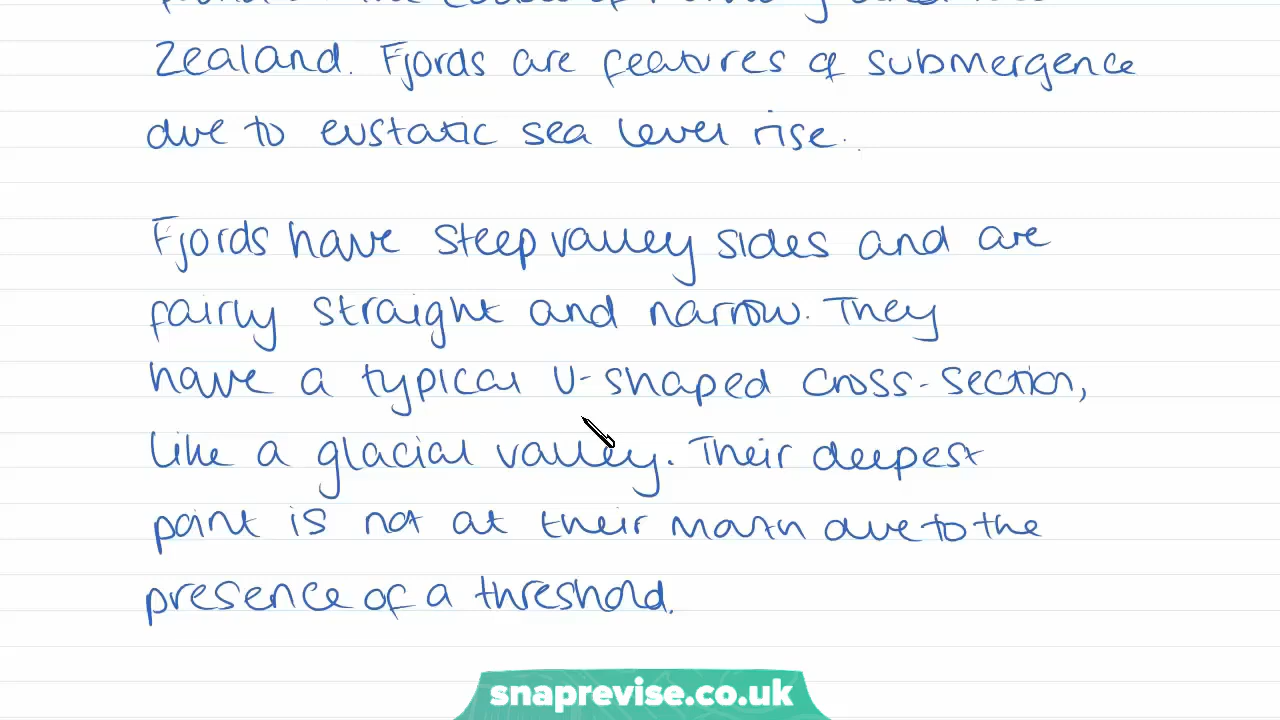 Zealand. Fjords are features of submergence
due to eustatic sea level rise.
Fjords have steep valley sides and are
fairly straight and narrow. They
have a typical U-shaped cross-section,
like a glacial valley. Their deepest
point is not at their mouth due to the
presence of a threshold.
snaprevise.co.uk